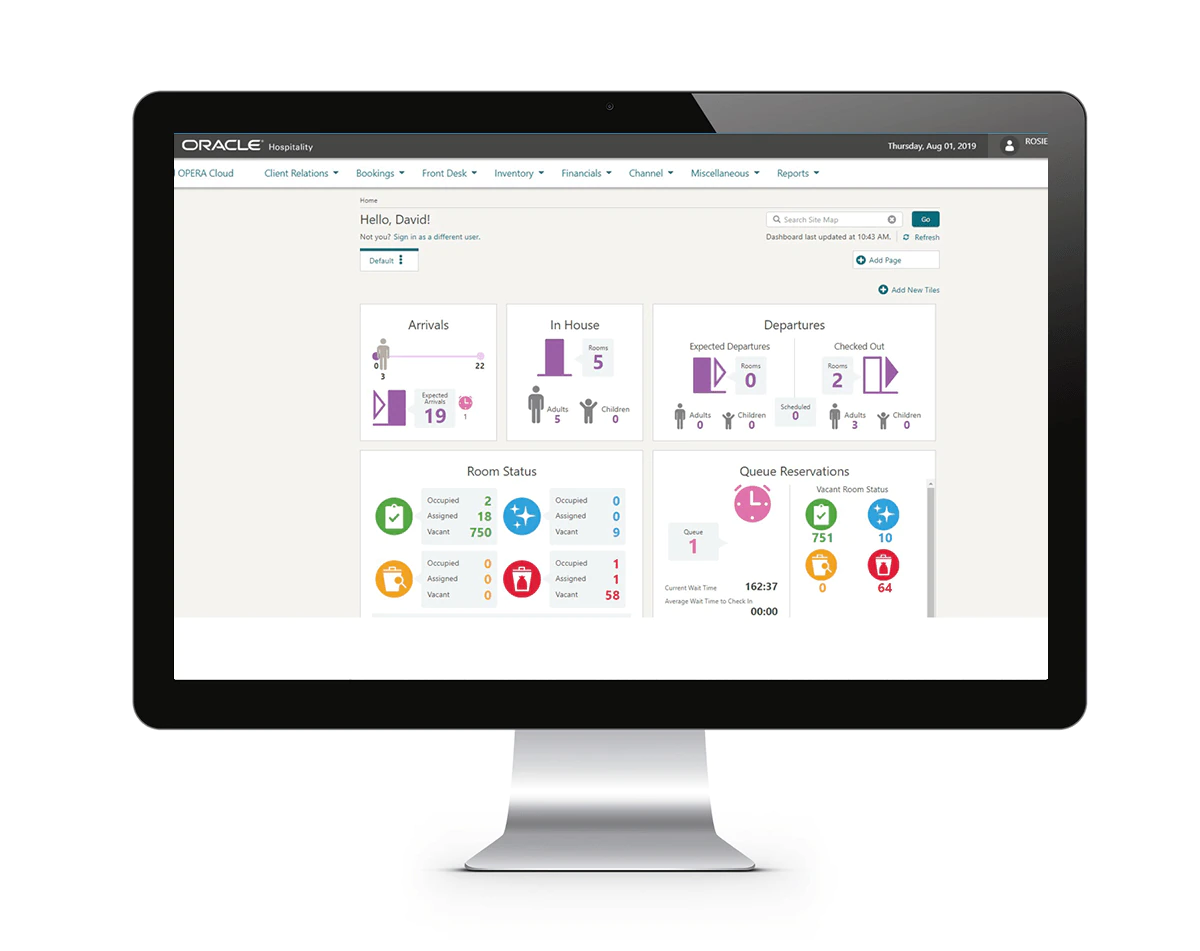 ORACLE Hospitality
Thursday, Aug 01, 2019
ROSIE
OPERA Cloud Client Relations Bookings Front Desk Inventory Financials Channel Miscellaneous Reports
Home
Hello, David!
Search Site Map
Go
Not you? Sign in as a different user.
Dashboard last updated at 10:43 AM.
Refresh
Default
Add Page
Add New Tiles
Arrivals
0
22
3
Expected
Arrivals
19
1
In House
Rooms
5
Adults
5
Children
0
Departures
Expected Departures
Rooms
0
Adults
0
Children
0
Scheduled
0
Checked Out
Rooms
2
Adults
3
Children
0
Room Status
Occupied 2
Assigned 18
Vacant 750
Occupied 0
Assigned 0
Vacant 9
Occupied 0
Assigned 0
Vacant 0
Occupied 1
Assigned 1
Vacant 58
Queue Reservations
Queue
1
Current Wait Time 162:37
Average Wait Time to Check In
00:00
Vacant Room Status
751
10
0
64